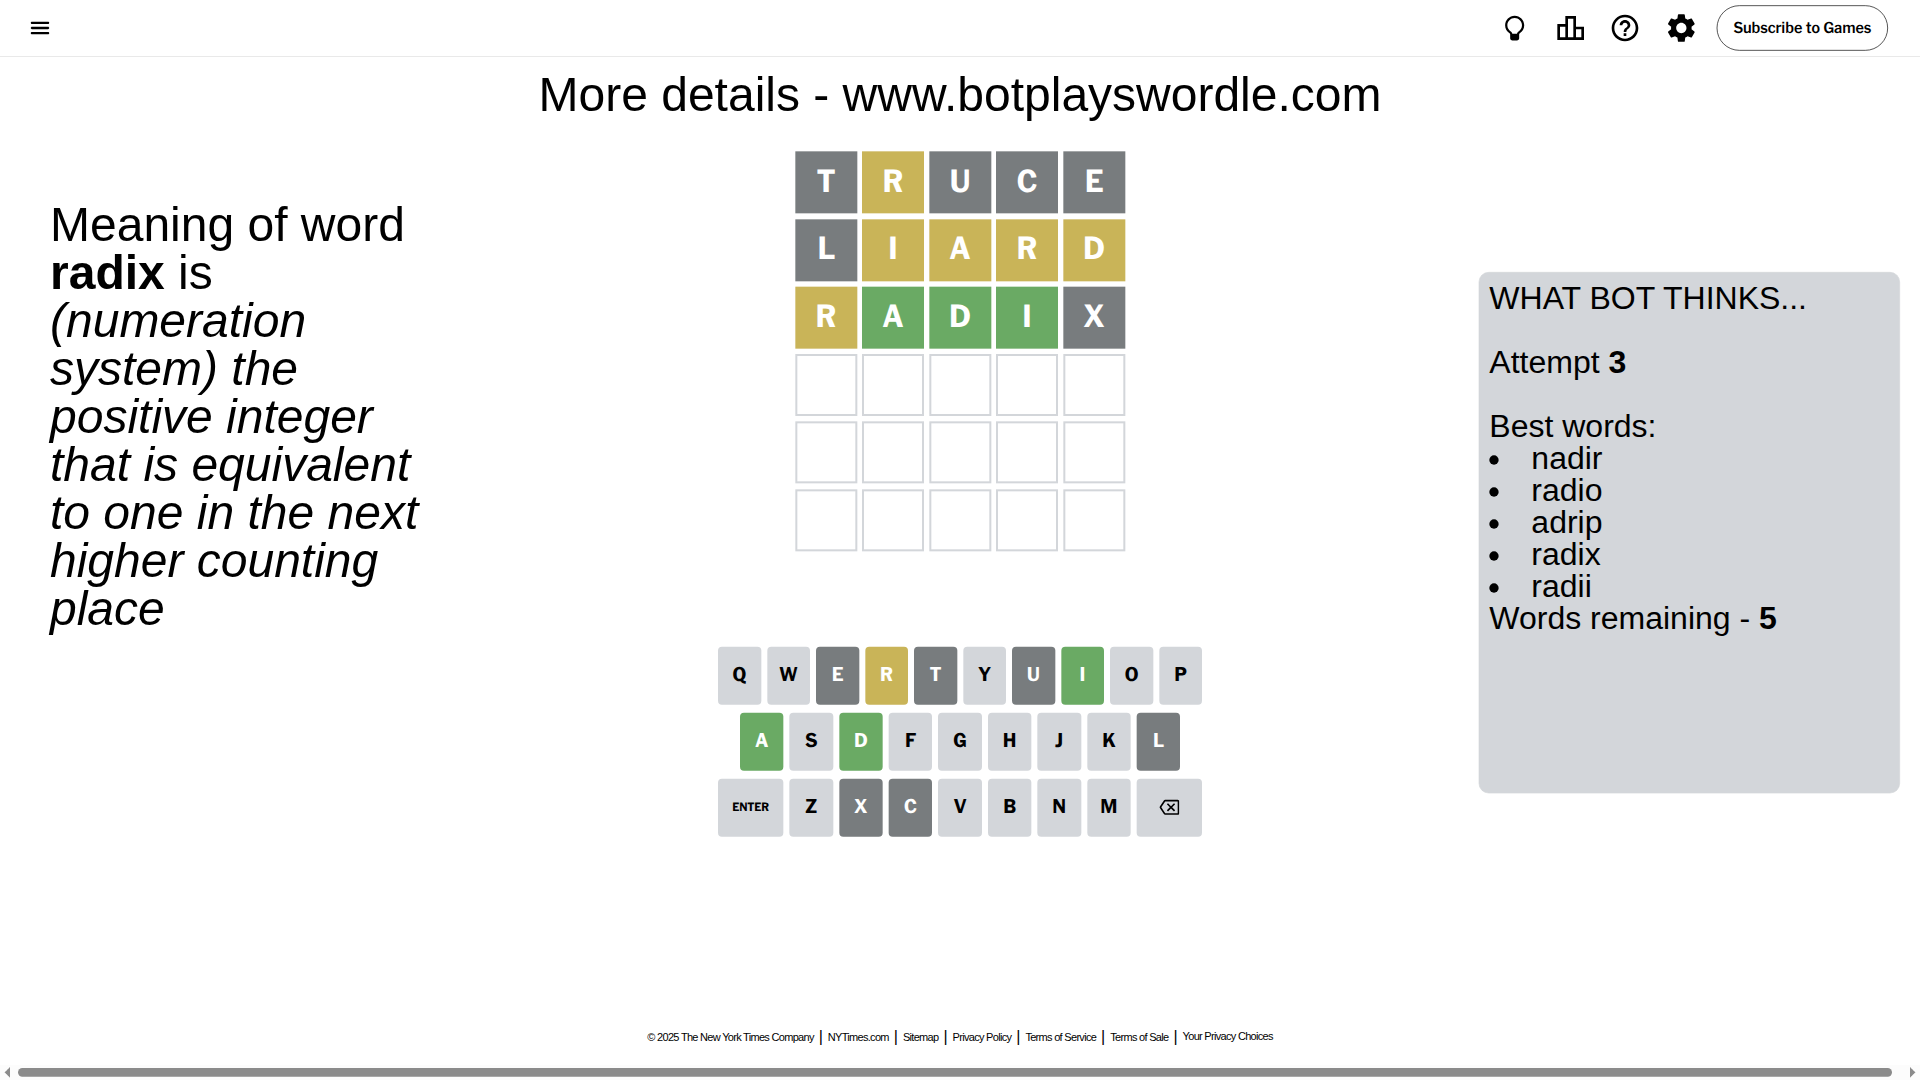 Subscribe to Games
More details - www.botplayswordle.com
Meaning of word
radix is
(numeration
system) the
positive integer
that is equivalent
to one in the next
higher counting
place
T R U C E
L I A R D
R A D I X
WHAT BOT THINKS...
Attempt 3
Best words:
• nadir
• radio
• adrip
• radix
• radii
Words remaining - 5
Q W E R T Y U I O P
A S D F G H J K L
ENTER Z X C V B N M
© 2025 The New York Times Company | NYTimes.com | Sitemap | Privacy Policy | Terms of Service | Terms of Sale | Your Privacy Choices